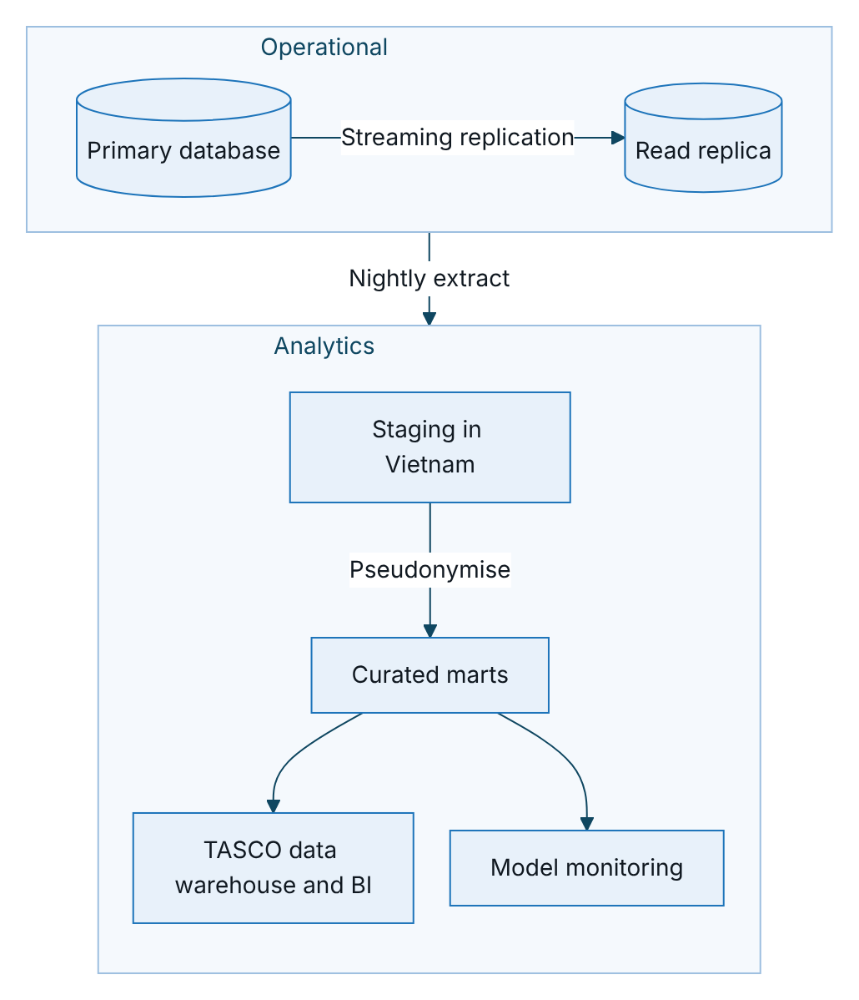 Operational
Primary database
Streaming replication
Read replica
Nightly extract
Analytics
Staging in
Vietnam
Pseudonymise
Curated marts
TASCO data
warehouse and BI
Model monitoring